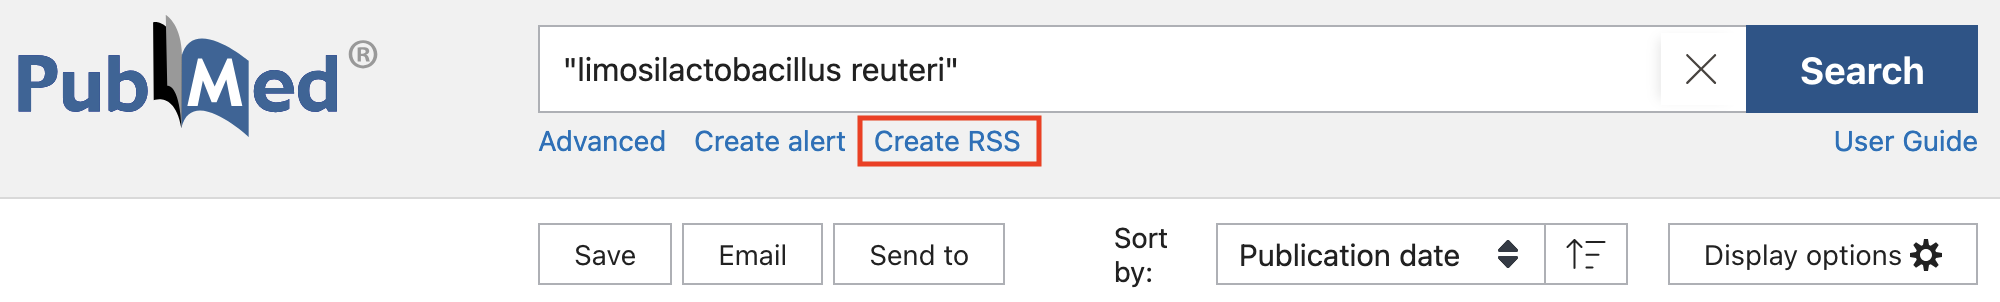 PubMed®
"limosilactobacillus reuteri"
Search
Advanced Create alert Create RSS User Guide
Save Email Send to Sort by: Publication date Display options